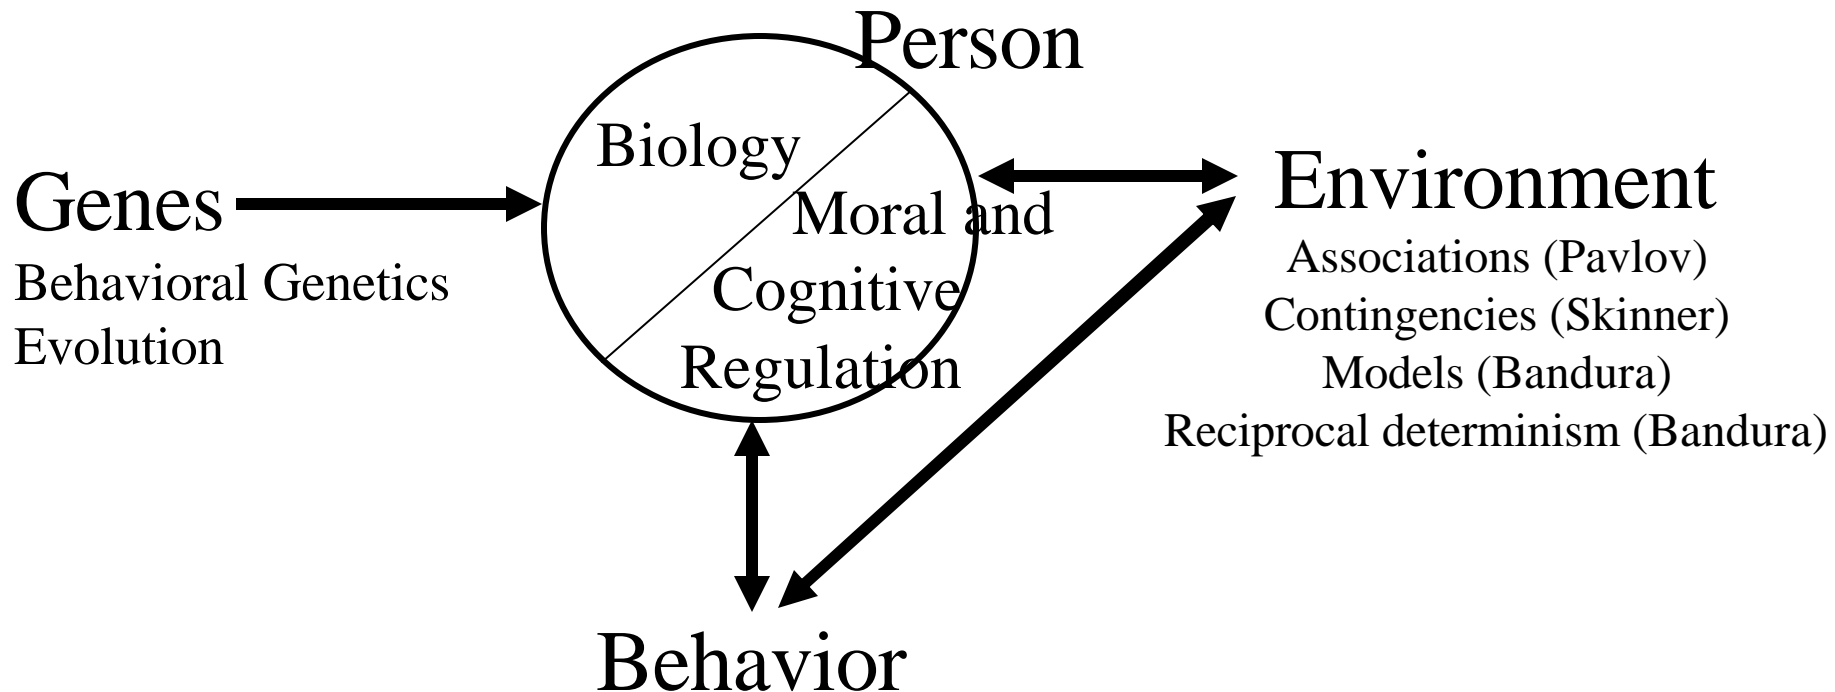 Person
Biology
Moral and
Cognitive
Regulation
Genes
Behavioral Genetics
Evolution
Environment
Associations (Pavlov)
Contingencies (Skinner)
Models (Bandura)
Reciprocal determinism (Bandura)
Behavior